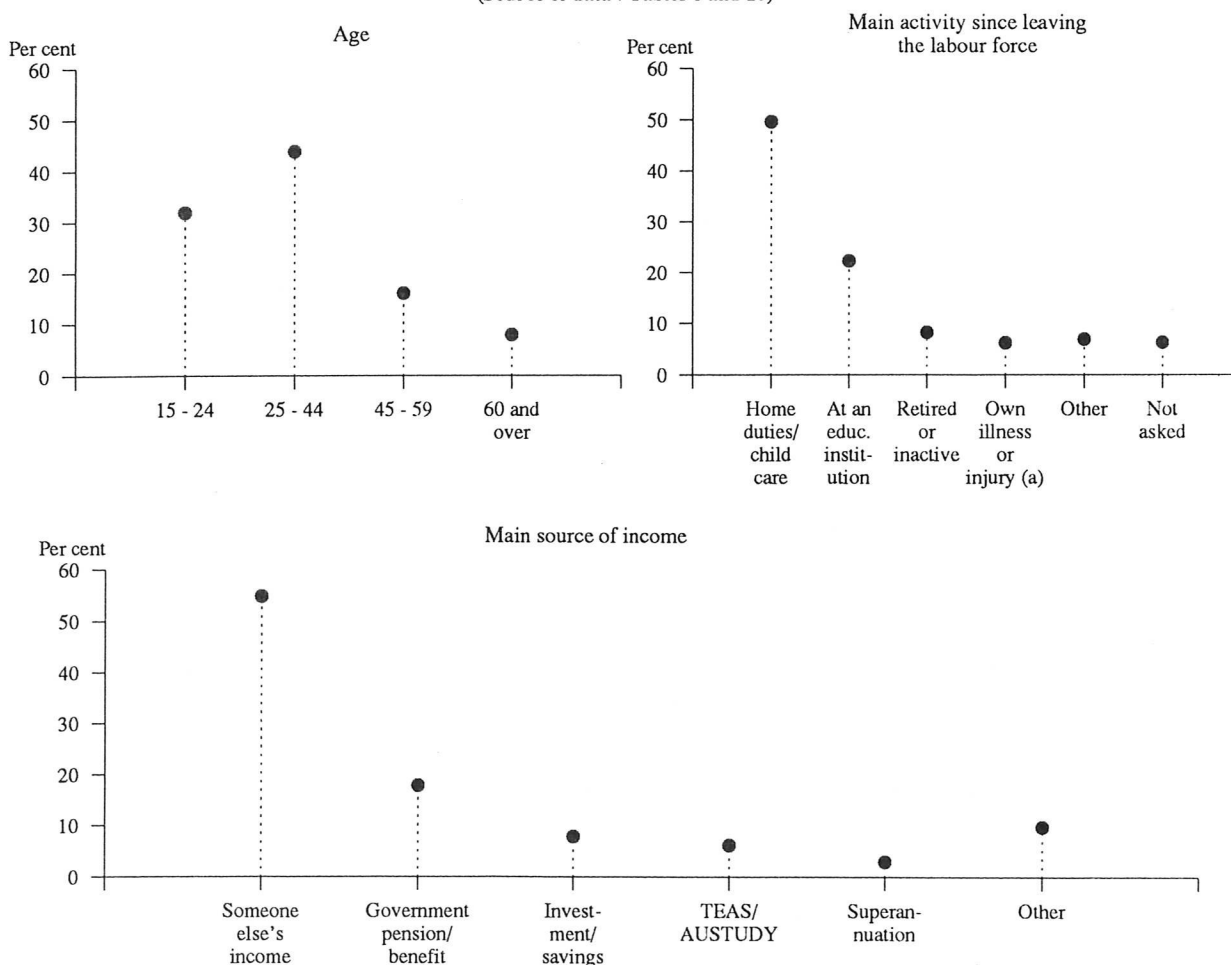 Age
Per cent
60
50
40
30
20
10
0
15 - 24
25 - 44
45 - 59
60 and
over
Main activity since leaving
the labour force
60
50
40
30
20
10
0
Home
duties/
child
care
At an
educ.
instit-
ution
Retired
or
inactive
Own
illness
or
injury (a)
Other
Not
asked
Main source of income
Per cent
60
50
40
30
20
10
0
Someone
else's
income
Government
pension/
benefit
Invest-
ment/
savings
TEAS/
AUSTUDY
Superan-
nuation
Other